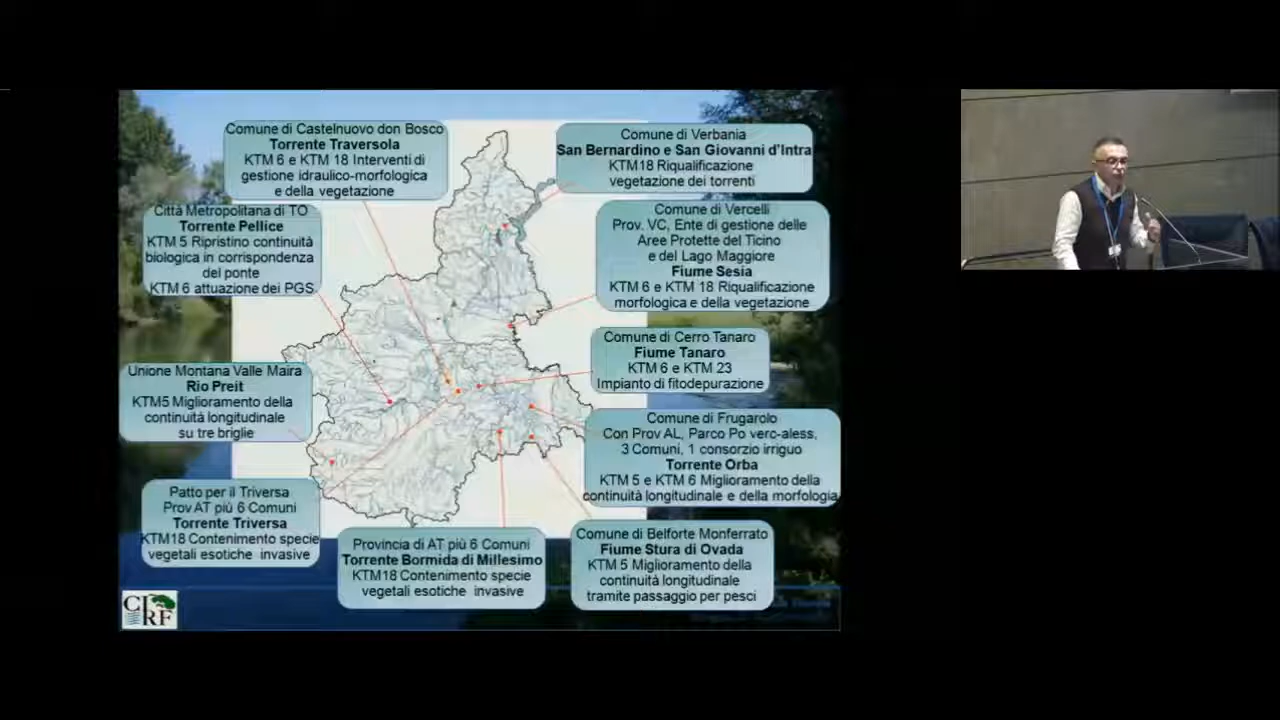 Comune di Castelnuovo don Bosco
Torrente Traversola
KTM 6 e KTM 18 Interventi di
gestione idraulico-morfologica
e della vegetazione
Comune di Verbania
San Bernardino e San Giovanni d'Intra
KTM18 Riqualificazione
vegetazione dei torrenti
Città Metropolitana di TO
Torrente Pellice
KTM 5 Ripristino continuità
biologica in corrispondenza
del ponte
KTM 6 attuazione dei PGS
Comune di Vercelli
Prov. VC, Ente di gestione delle
Aree Protette del Ticino
e del Lago Maggiore
Fiume Sesia
KTM 6 e KTM 18 Riqualificazione
morfologica e della vegetazione
Comune di Cerro Tanaro
Fiume Tanaro
KTM 6 e KTM 23
Impianto di fitodepurazione
Unione Montana Valle Maira
Rio Preit
KTM5 Miglioramento della
continuità longitudinale
su tre briglie
Comune di Frugarolo
Con Prov AL, Parco Po verc-aless,
3 Comuni, 1 consorzio irriguo
Torrente Orba
KTM 5 e KTM 6 Miglioramento della
continuità longitudinale e della morfologia
Patto per il Triversa
Prov AT più 6 Comuni
Torrente Triversa
KTM18 Contenimento specie
vegetali esotiche invasive
Provincia di AT più 6 Comuni
Torrente Bormida di Millesimo
KTM18 Contenimento specie
vegetali esotiche invasive
Comune di Belforte Monferrato
Fiume Stura di Ovada
KTM 5 Miglioramento della
continuità longitudinale
tramite passaggio per pesci
CIRF